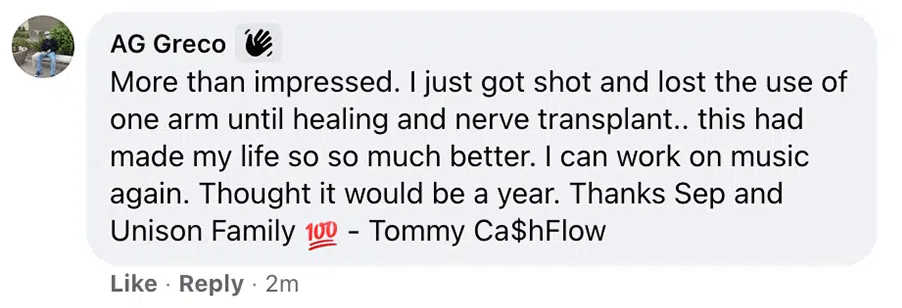 AG Greco 👋
More than impressed. I just got shot and lost the use of
one arm until healing and nerve transplant.. this had
made my life so so much better. I can work on music
again. Thought it would be a year. Thanks Sep and
Unison Family 💯 - Tommy Ca$hFlow
Like · Reply · 2m